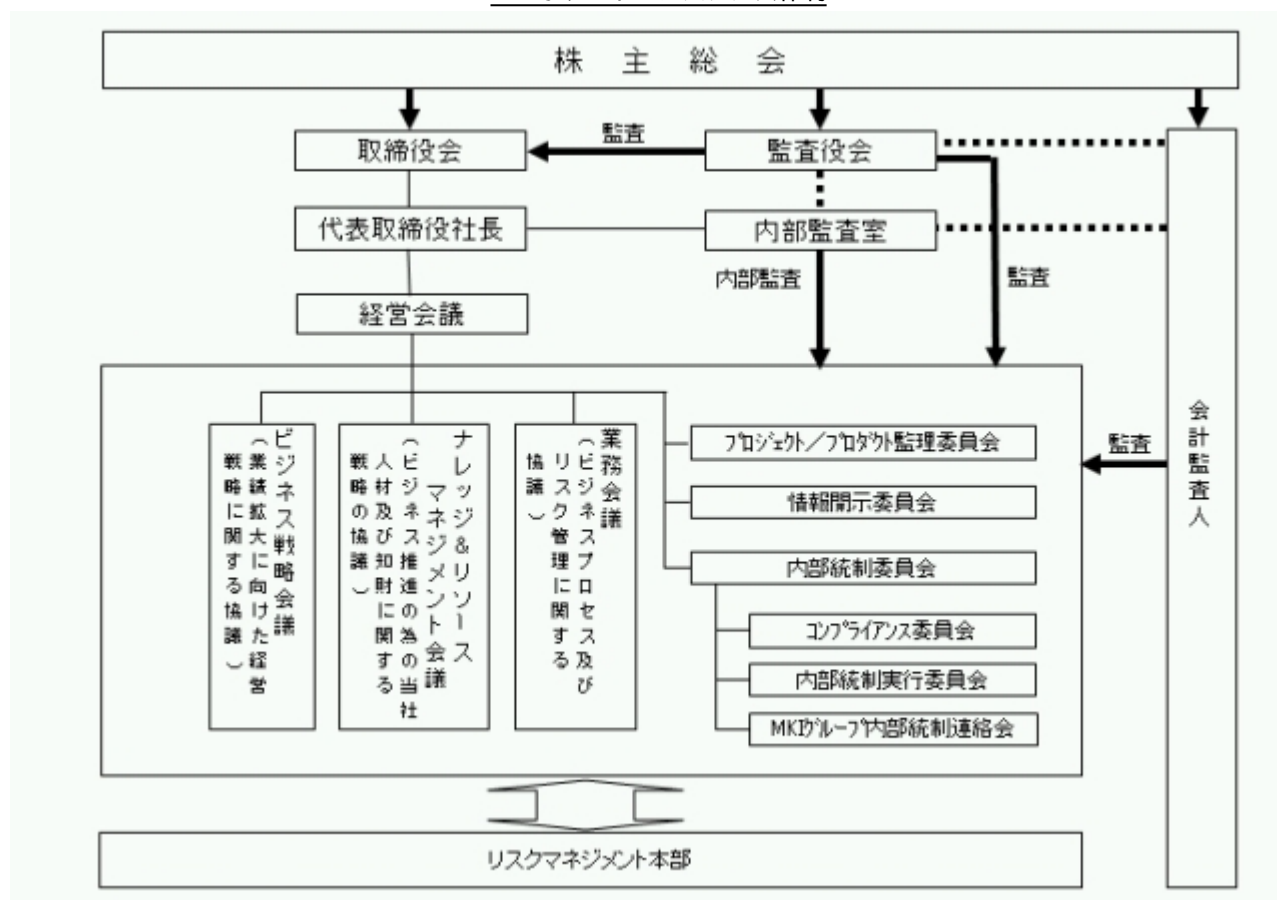 株主総会
取締役会
監査
監査役会
代表取締役社長
内部監査室
内部監査
監査
経営会議
ビジネス戦略会議
（業績拡大に向けた経営
戦略に関する協議）
ナレッジ&リソース
マネジメント会議
（ビジネス推進の為の当社
人材及び知財に関する
戦略の協議）
業務会議
（ビジネスプロセス及び
リスク管理に関する
協議）
ﾌﾟﾛｼﾞｪｸﾄ／ﾌﾟﾛﾀﾞｸﾄ監理委員会
情報開示委員会
内部統制委員会
ｺﾝﾌﾟﾗｲｱﾝｽ委員会
内部統制実行委員会
MKIｸﾞﾙｰﾌﾟ内部統制連絡会
監査
会計監査人
リスクマネジメント本部